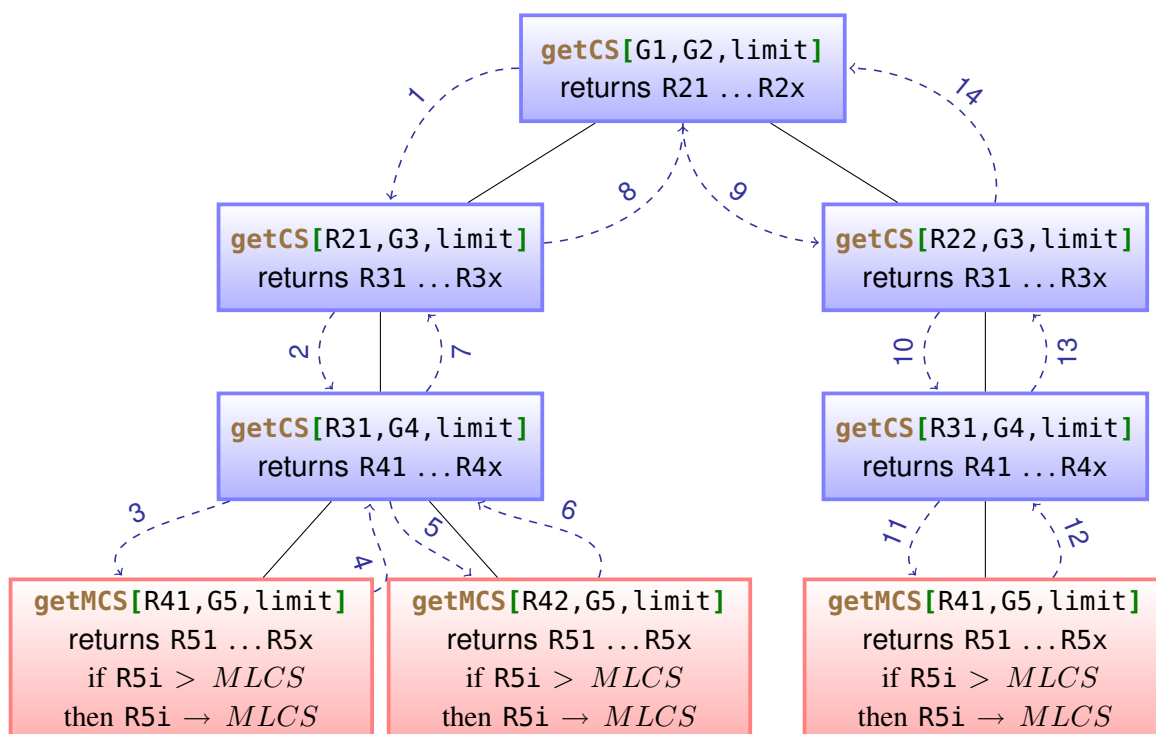 getCS[G1,G2,limit]
returns R21 ...R2x
1
14
8
9
getCS[R21,G3,limit]
returns R31 ...R3x
getCS[R22,G3,limit]
returns R31 ...R3x
2
7
10
13
getCS[R31,G4,limit]
returns R41 ...R4x
getCS[R31,G4,limit]
returns R41 ...R4x
3
4
5
6
11
12
getMCS[R41,G5,limit]
returns R51 ...R5x
if R5i > MLCS
then R5i → MLCS
getMCS[R42,G5,limit]
returns R51 ...R5x
if R5i > MLCS
then R5i → MLCS
getMCS[R41,G5,limit]
returns R51 ...R5x
if R5i > MLCS
then R5i → MLCS